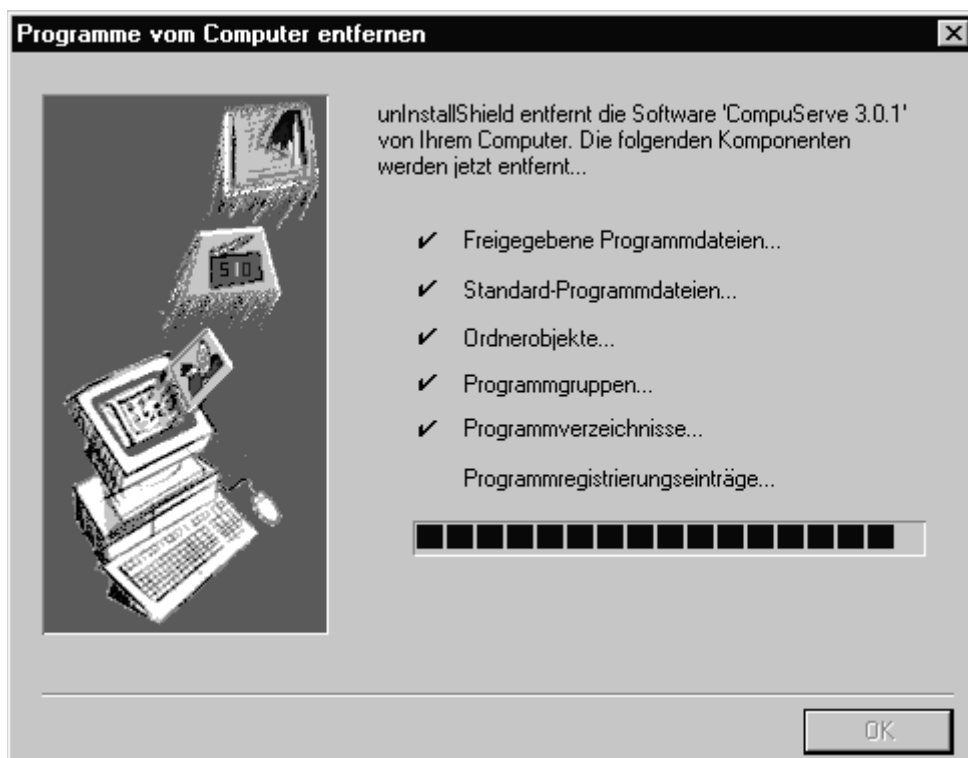 Programme vom Computer entfernen
unInstallShield entfernt die Software 'CompuServe 3.0.1'
von Ihrem Computer. Die folgenden Komponenten
werden jetzt entfernt...
✔ Freigegebene Programmdateien...
✔ Standard-Programmdateien...
✔ Ordnerobjekte...
✔ Programmgruppen...
✔ Programmverzeichnisse...
Programmregistrierungseinträge...
OK